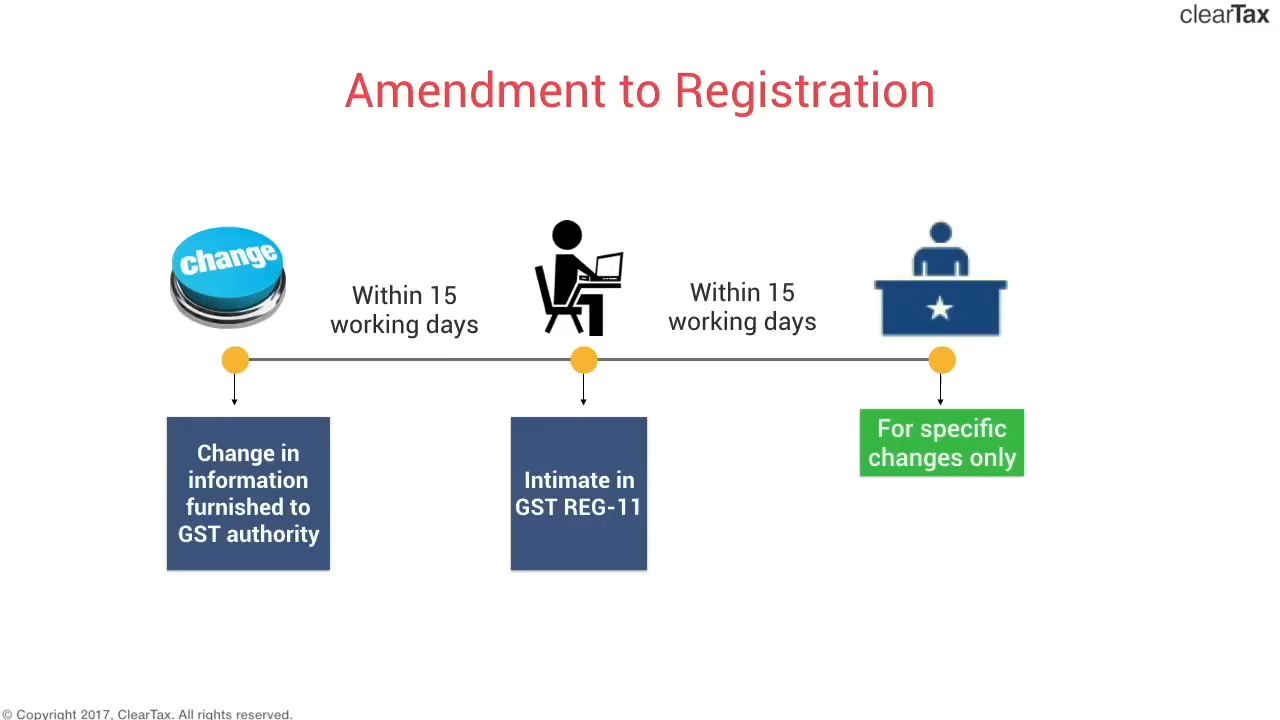 clearTax
Amendment to Registration
change
Within 15
working days
Within 15
working days
Change in
information
furnished to
GST authority
Intimate in
GST REG-11
For specific
changes only
© Copyright 2017, ClearTax. All rights reserved.